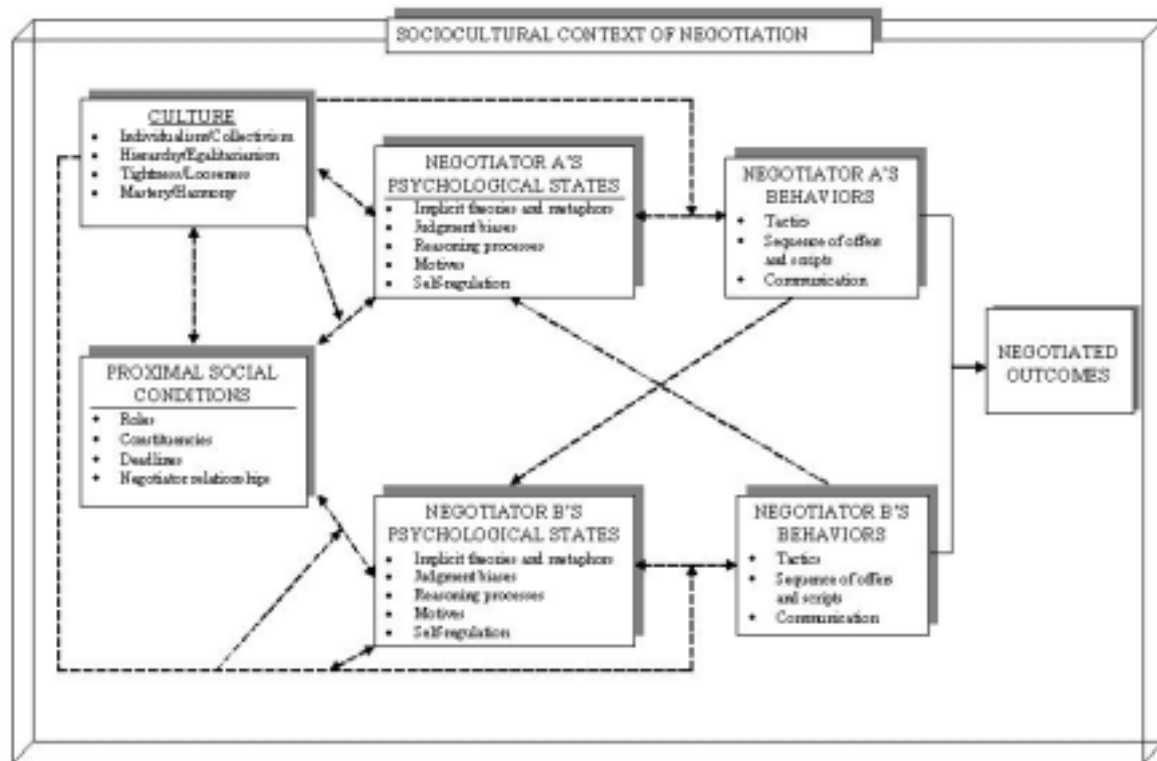 SOCIOCULTURAL CONTEXT OF NEGOTIATION
CULTURE
• Individualism/Collectivism
• Hierarchy/Egalitarianism
• Tightness/Looseness
• Mastery/Harmony
NEGOTIATOR A'S
PSYCHOLOGICAL STATES
• Implicit theories and metaphors
• Judgment biases
• Reasoning processes
• Motives
• Self-regulation
NEGOTIATOR A'S
BEHAVIORS
• Tactics
• Sequence of offers
and scripts
• Communication
PROXIMAL SOCIAL
CONDITIONS
• Roles
• Constituencies
• Deadlines
• Negotiator relationships
NEGOTIATED
OUTCOMES
NEGOTIATOR B'S
PSYCHOLOGICAL STATES
• Implicit theories and metaphors
• Judgment biases
• Reasoning processes
• Motives
• Self-regulation
NEGOTIATOR B'S
BEHAVIORS
• Tactics
• Sequence of offers
and scripts
• Communication